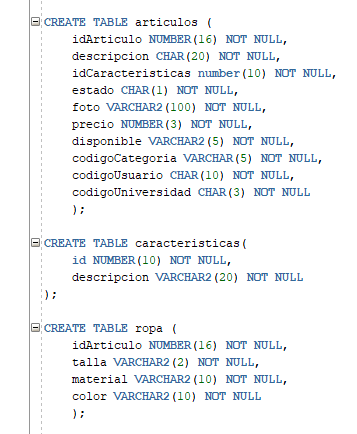 CREATE TABLE articulos (
idArticulo NUMBER(16) NOT NULL,
descripcion CHAR(20) NOT NULL,
idCaracteristicas number(10) NOT NULL,
estado CHAR(1) NOT NULL,
foto VARCHAR2(100) NOT NULL,
precio NUMBER(3) NOT NULL,
disponible VARCHAR2(5) NOT NULL,
codigoCategoria VARCHAR(5) NOT NULL,
codigoUsuario CHAR(10) NOT NULL,
codigoUniversidad CHAR(3) NOT NULL
);
CREATE TABLE caracteristicas(
id NUMBER(10) NOT NULL,
descripcion VARCHAR2(20) NOT NULL
);
CREATE TABLE ropa (
idArticulo NUMBER(16) NOT NULL,
talla VARCHAR2(2) NOT NULL,
material VARCHAR2(10) NOT NULL,
color VARCHAR2(10) NOT NULL
);